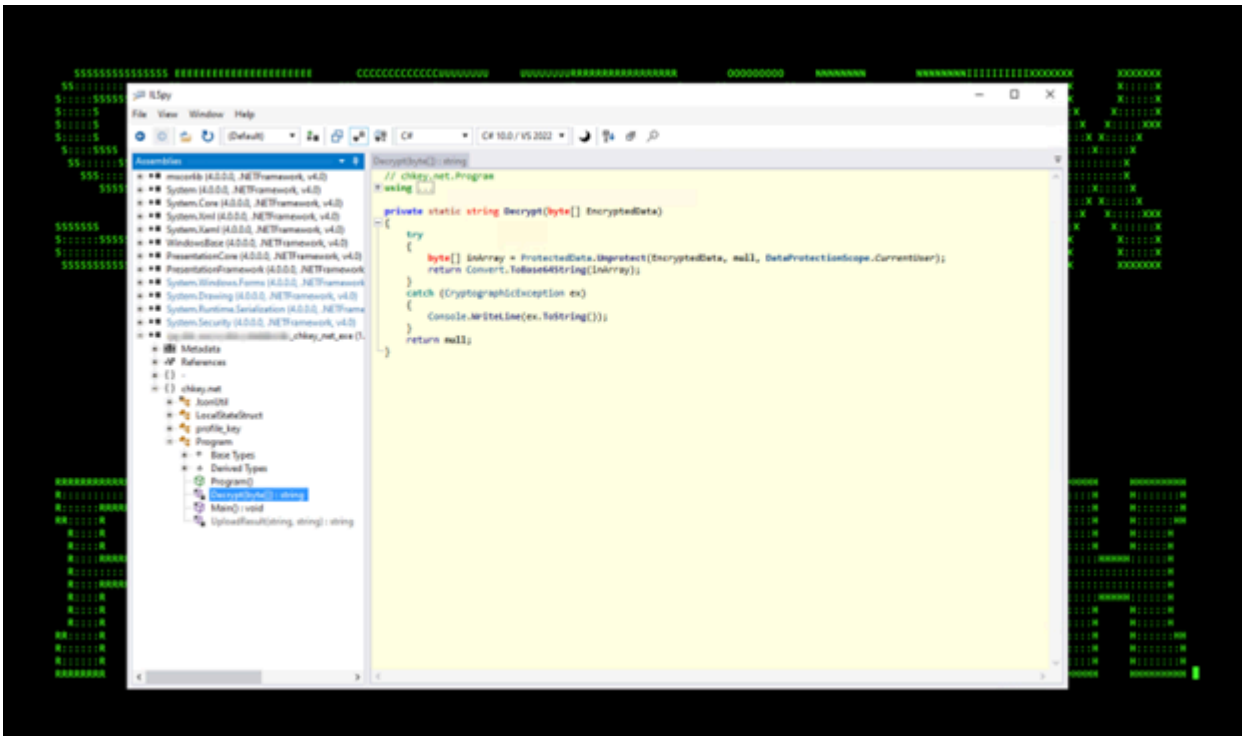 ILSpy
File View Window Help
(Default) C# C# 10.0 / VS 2022
Assemblies
mscorlib (4.0.0.0, .NETFramework, v4.0)
System (4.0.0.0, .NETFramework, v4.0)
System.Core (4.0.0.0, .NETFramework, v4.0)
System.Xml (4.0.0.0, .NETFramework, v4.0)
System.Xaml (4.0.0.0, .NETFramework, v4.0)
WindowsBase (4.0.0.0, .NETFramework, v4.0)
PresentationCore (4.0.0.0, .NETFramework, v4.0)
PresentationFramework (4.0.0.0, .NETFramework
System.Windows.Forms (4.0.0.0, .NETFramework
System.Drawing (4.0.0.0, .NETFramework, v4.0)
System.Runtime.Serialization (4.0.0.0, .NETFrame
System.Security (4.0.0.0, .NETFramework, v4.0)
_chkey_net_exe (1.
Metadata
References
{ } -
{ } chkey.net
JsonUtil
LocalStateStruct
profile_key
Program
Base Types
Derived Types
Program()
Decrypt(byte[]) : string
Main() : void
UploadResult(string, string) : string
Decrypt(byte[]) : string
// chkey.net.Program
using ...
private static string Decrypt(byte[] EncryptedData)
{
try
{
byte[] inArray = ProtectedData.Unprotect(EncryptedData, null, DataProtectionScope.CurrentUser);
return Convert.ToBase64String(inArray);
}
catch (CryptographicException ex)
{
Console.WriteLine(ex.ToString());
}
return null;
}